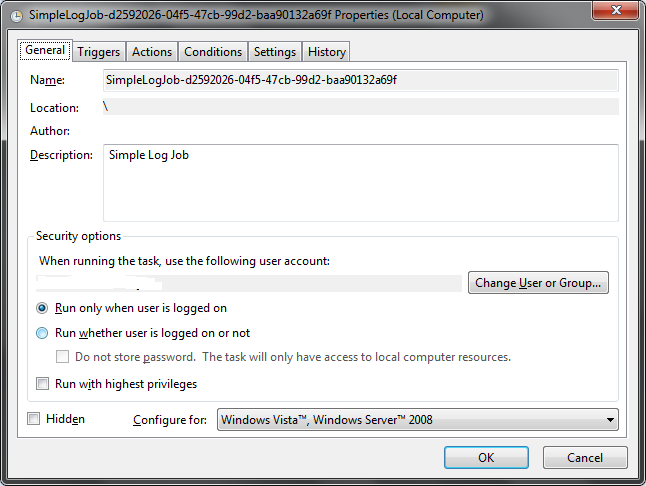 SimpleLogJob-d2592026-04f5-47cb-99d2-baa90132a69f Properties (Local Computer)
General Triggers Actions Conditions Settings History
Name: SimpleLogJob-d2592026-04f5-47cb-99d2-baa90132a69f
Location: \
Author:
Description: Simple Log Job
Security options
When running the task, use the following user account:
Change User or Group...
Run only when user is logged on
Run whether user is logged on or not
Do not store password. The task will only have access to local computer resources.
Run with highest privileges
Hidden Configure for: Windows Vista™, Windows Server™ 2008
OK Cancel